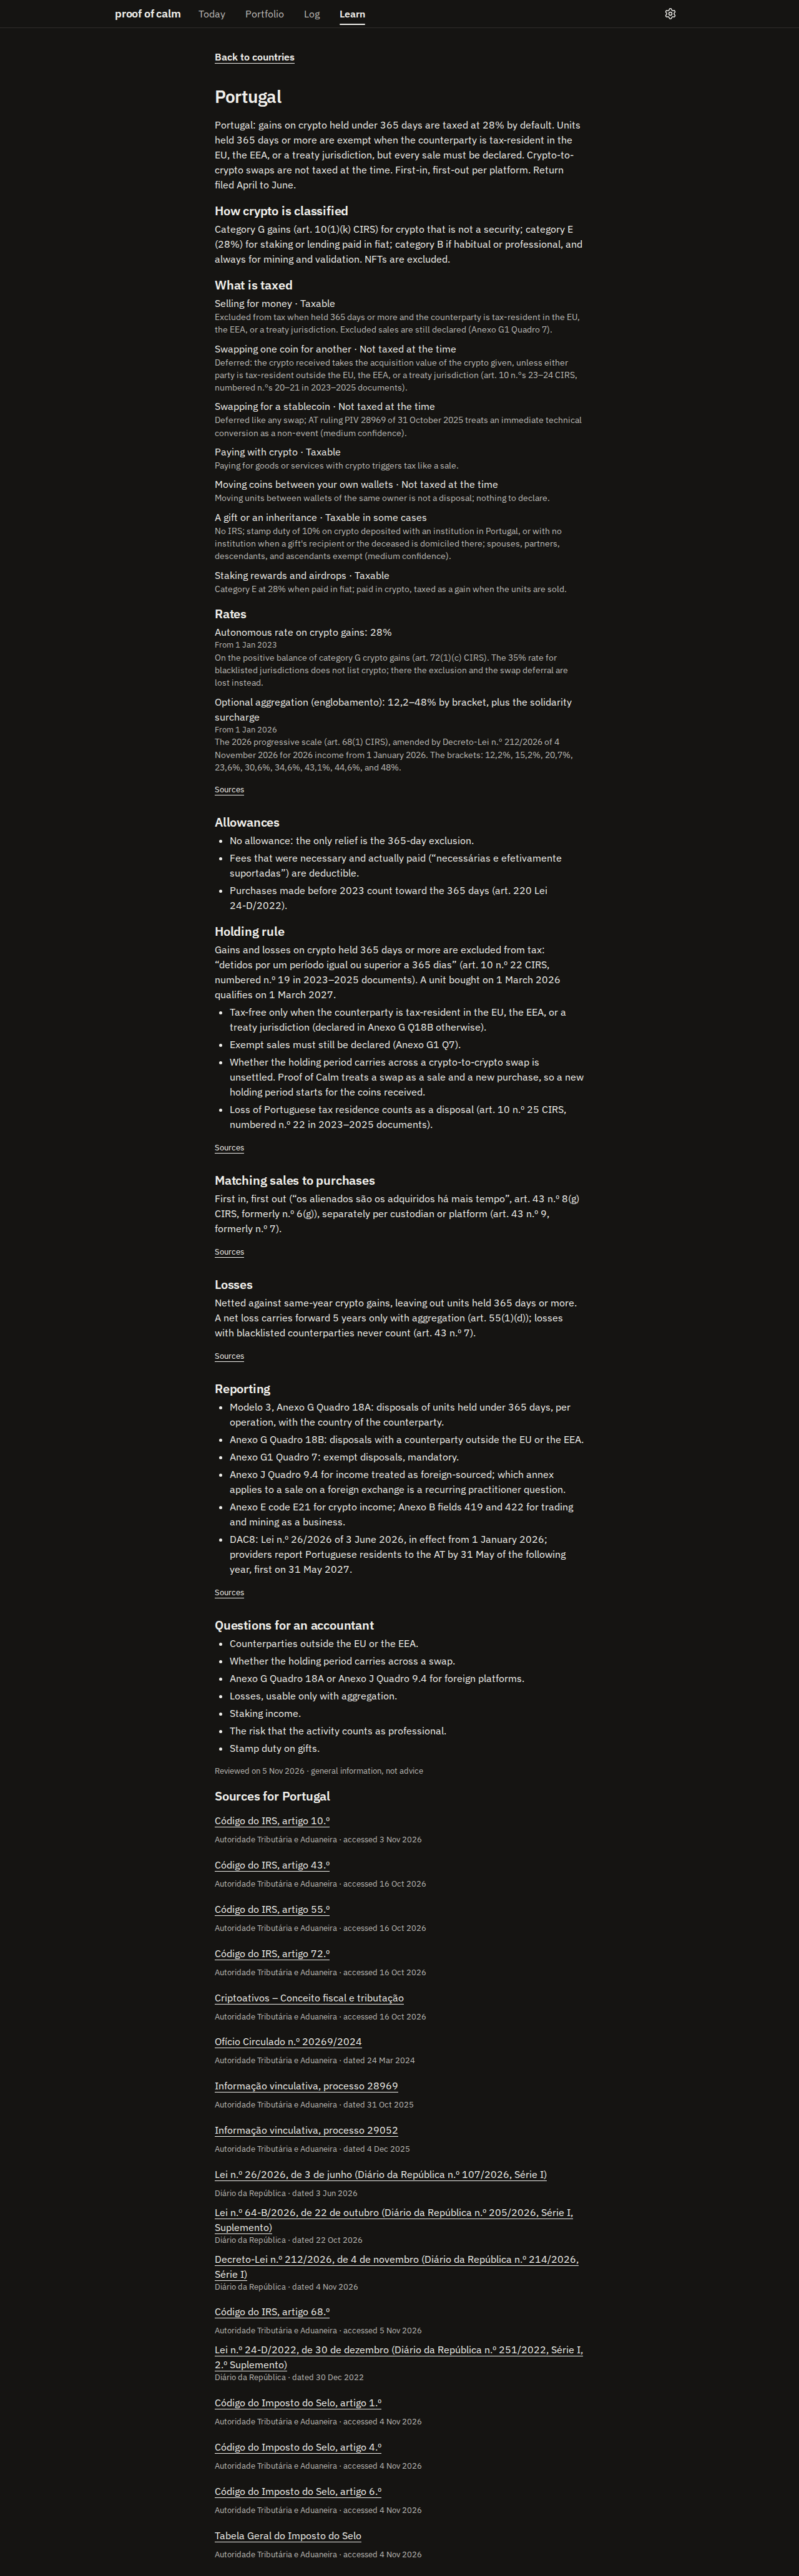 proof of calm Today Portfolio Log Learn
Back to countries
Portugal
Portugal: gains on crypto held under 365 days are taxed at 28% by default. Units
held 365 days or more are exempt when the counterparty is tax-resident in the
EU, the EEA, or a treaty jurisdiction, but every sale must be declared. Crypto-to-
crypto swaps are not taxed at the time. First-in, first-out per platform. Return
filed April to June.
How crypto is classified
Category G gains (art. 10(1)(k) CIRS) for crypto that is not a security; category E
(28%) for staking or lending paid in fiat; category B if habitual or professional, and
always for mining and validation. NFTs are excluded.
What is taxed
Selling for money · Taxable
Excluded from tax when held 365 days or more and the counterparty is tax-resident in the EU,
the EEA, or a treaty jurisdiction. Excluded sales are still declared (Anexo G1 Quadro 7).
Swapping one coin for another · Not taxed at the time
Deferred: the crypto received takes the acquisition value of the crypto given, unless either
party is tax-resident outside the EU, the EEA, or a treaty jurisdiction (art. 10 n.ºs 23–24 CIRS,
numbered n.ºs 20–21 in 2023–2025 documents).
Swapping for a stablecoin · Not taxed at the time
Deferred like any swap; AT ruling PIV 28969 of 31 October 2025 treats an immediate technical
conversion as a non-event (medium confidence).
Paying with crypto · Taxable
Paying for goods or services with crypto triggers tax like a sale.
Moving coins between your own wallets · Not taxed at the time
Moving units between wallets of the same owner is not a disposal; nothing to declare.
A gift or an inheritance · Taxable in some cases
No IRS; stamp duty of 10% on crypto deposited with an institution in Portugal, or with no
institution when a gift's recipient or the deceased is domiciled there; spouses, partners,
descendants, and ascendants exempt (medium confidence).
Staking rewards and airdrops · Taxable
Category E at 28% when paid in fiat; paid in crypto, taxed as a gain when the units are sold.
Rates
Autonomous rate on crypto gains: 28%
From 1 Jan 2023
On the positive balance of category G crypto gains (art. 72(1)(c) CIRS). The 35% rate for
blacklisted jurisdictions does not list crypto; there the exclusion and the swap deferral are
lost instead.
Optional aggregation (englobamento): 12,2–48% by bracket, plus the solidarity
surcharge
From 1 Jan 2026
The 2026 progressive scale (art. 68(1) CIRS), amended by Decreto-Lei n.º 212/2026 of 4
November 2026 for 2026 income from 1 January 2026. The brackets: 12,2%, 15,2%, 20,7%,
23,6%, 30,6%, 34,6%, 43,1%, 44,6%, and 48%.
Sources
Allowances
• No allowance: the only relief is the 365-day exclusion.
• Fees that were necessary and actually paid (“necessárias e efetivamente
suportadas”) are deductible.
• Purchases made before 2023 count toward the 365 days (art. 220 Lei
24-D/2022).
Holding rule
Gains and losses on crypto held 365 days or more are excluded from tax:
“detidos por um período igual ou superior a 365 dias” (art. 10 n.º 22 CIRS,
numbered n.º 19 in 2023–2025 documents). A unit bought on 1 March 2026
qualifies on 1 March 2027.
• Tax-free only when the counterparty is tax-resident in the EU, the EEA, or a
treaty jurisdiction (declared in Anexo G Q18B otherwise).
• Exempt sales must still be declared (Anexo G1 Q7).
• Whether the holding period carries across a crypto-to-crypto swap is
unsettled. Proof of Calm treats a swap as a sale and a new purchase, so a new
holding period starts for the coins received.
• Loss of Portuguese tax residence counts as a disposal (art. 10 n.º 25 CIRS,
numbered n.º 22 in 2023–2025 documents).
Sources
Matching sales to purchases
First in, first out (“os alienados são os adquiridos há mais tempo”, art. 43 n.º 8(g)
CIRS, formerly n.º 6(g)), separately per custodian or platform (art. 43 n.º 9,
formerly n.º 7).
Sources
Losses
Netted against same-year crypto gains, leaving out units held 365 days or more.
A net loss carries forward 5 years only with aggregation (art. 55(1)(d)); losses
with blacklisted counterparties never count (art. 43 n.º 7).
Sources
Reporting
• Modelo 3, Anexo G Quadro 18A: disposals of units held under 365 days, per
operation, with the country of the counterparty.
• Anexo G Quadro 18B: disposals with a counterparty outside the EU or the EEA.
• Anexo G1 Quadro 7: exempt disposals, mandatory.
• Anexo J Quadro 9.4 for income treated as foreign-sourced; which annex
applies to a sale on a foreign exchange is a recurring practitioner question.
• Anexo E code E21 for crypto income; Anexo B fields 419 and 422 for trading
and mining as a business.
• DAC8: Lei n.º 26/2026 of 3 June 2026, in effect from 1 January 2026;
providers report Portuguese residents to the AT by 31 May of the following
year, first on 31 May 2027.
Sources
Questions for an accountant
• Counterparties outside the EU or the EEA.
• Whether the holding period carries across a swap.
• Anexo G Quadro 18A or Anexo J Quadro 9.4 for foreign platforms.
• Losses, usable only with aggregation.
• Staking income.
• The risk that the activity counts as professional.
• Stamp duty on gifts.
Reviewed on 5 Nov 2026 · general information, not advice
Sources for Portugal
Código do IRS, artigo 10.º
Autoridade Tributária e Aduaneira · accessed 3 Nov 2026
Código do IRS, artigo 43.º
Autoridade Tributária e Aduaneira · accessed 16 Oct 2026
Código do IRS, artigo 55.º
Autoridade Tributária e Aduaneira · accessed 16 Oct 2026
Código do IRS, artigo 72.º
Autoridade Tributária e Aduaneira · accessed 16 Oct 2026
Criptoativos – Conceito fiscal e tributação
Autoridade Tributária e Aduaneira · accessed 16 Oct 2026
Ofício Circulado n.º 20269/2024
Autoridade Tributária e Aduaneira · dated 24 Mar 2024
Informação vinculativa, processo 28969
Autoridade Tributária e Aduaneira · dated 31 Oct 2025
Informação vinculativa, processo 29052
Autoridade Tributária e Aduaneira · dated 4 Dec 2025
Lei n.º 26/2026, de 3 de junho (Diário da República n.º 107/2026, Série I)
Diário da República · dated 3 Jun 2026
Lei n.º 64-B/2026, de 22 de outubro (Diário da República n.º 205/2026, Série I,
Suplemento)
Diário da República · dated 22 Oct 2026
Decreto-Lei n.º 212/2026, de 4 de novembro (Diário da República n.º 214/2026,
Série I)
Diário da República · dated 4 Nov 2026
Código do IRS, artigo 68.º
Autoridade Tributária e Aduaneira · accessed 5 Nov 2026
Lei n.º 24-D/2022, de 30 de dezembro (Diário da República n.º 251/2022, Série I,
2.º Suplemento)
Diário da República · dated 30 Dec 2022
Código do Imposto do Selo, artigo 1.º
Autoridade Tributária e Aduaneira · accessed 4 Nov 2026
Código do Imposto do Selo, artigo 4.º
Autoridade Tributária e Aduaneira · accessed 4 Nov 2026
Código do Imposto do Selo, artigo 6.º
Autoridade Tributária e Aduaneira · accessed 4 Nov 2026
Tabela Geral do Imposto do Selo
Autoridade Tributária e Aduaneira · accessed 4 Nov 2026